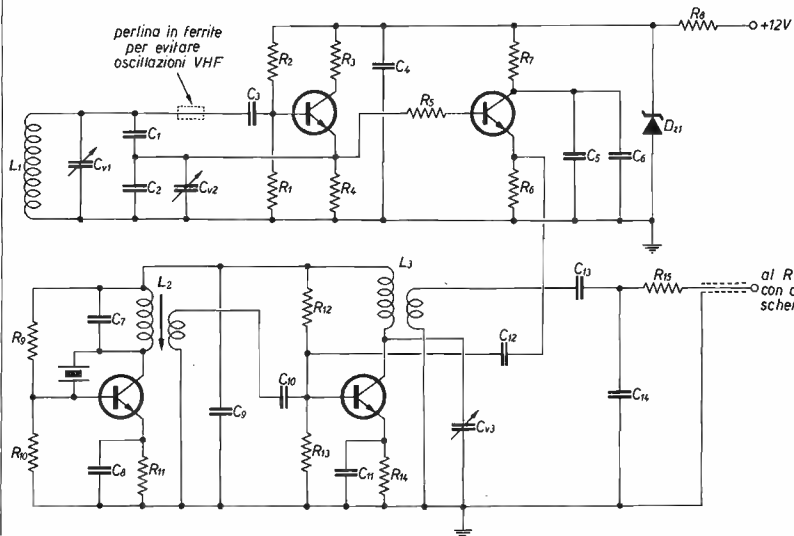 perlina in ferrite
per evitare
oscillazioni VHF
R8
+12V
R2
R3
C4
R7
C3
R5
L1
Cv1
C1
C2
Cv2
R1
R4
R6
C5
C6
Dz1
L2
L3
C13
R15
al R
con c
scher
C7
R9
R12
C12
C10
C9
C14
Cv3
R10
C8
R11
R13
C11
R14